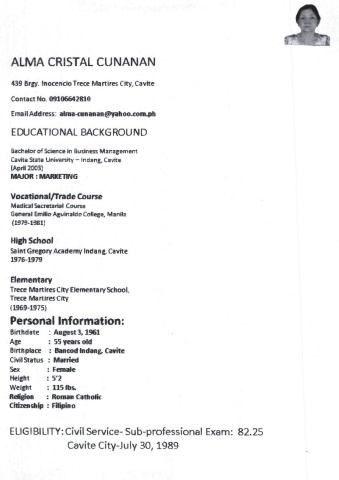 ALMA CRISTAL CUNANAN
439 Brgy. Inocencio Trece Martires City, Cavite
Contact No. 09106642810
Email Address: alma-cunanan@yahoo.com.ph
EDUCATIONAL BACKGROUND
Bachelor of Science in Business Management
Cavite State University – Indang, Cavite
(April 2003)
MAJOR : MARKETING
Vocational/Trade Course
Medical Secretarial Course
General Emilio Aguinaldo College, Manila
(1979-1981)
High School
Saint Gregory Academy Indang, Cavite
1976-1979
Elementary
Trece Martires City Elementary School,
Trece Martires City
(1969-1975)
Personal Information:
Birthdate : August 3, 1961
Age : 55 years old
Birthplace : Bancod Indang, Cavite
Civil Status : Married
Sex : Female
Height : 5'2
Weight : 115 lbs.
Religion : Roman Catholic
Citizenship : Filipino
ELIGIBILITY: Civil Service- Sub-professional Exam: 82.25
Cavite City-July 30, 1989